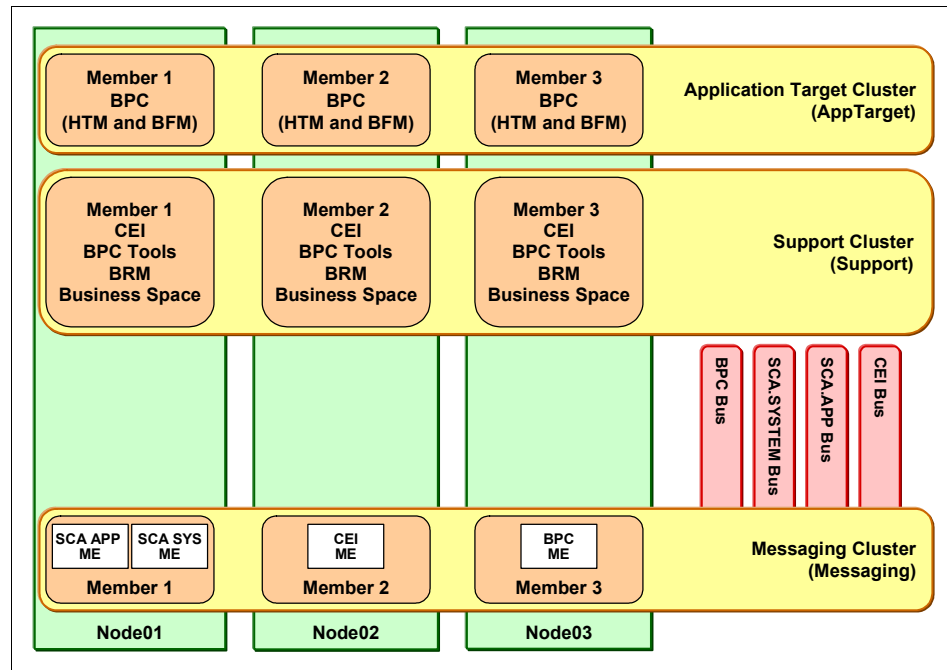 Member 1
BPC
(HTM and BFM)
Member 2
BPC
(HTM and BFM)
Member 3
BPC
(HTM and BFM)
Application Target Cluster
(AppTarget)
Member 1
CEI
BPC Tools
BRM
Business Space
Member 2
CEI
BPC Tools
BRM
Business Space
Member 3
CEI
BPC Tools
BRM
Business Space
Support Cluster
(Support)
BPC Bus
SCA.SYSTEM Bus
SCA.APP Bus
CEI Bus
SCA APP
ME
SCA SYS
ME
Member 1
CEI
ME
Member 2
BPC
ME
Member 3
Messaging Cluster
(Messaging)
Node01
Node02
Node03